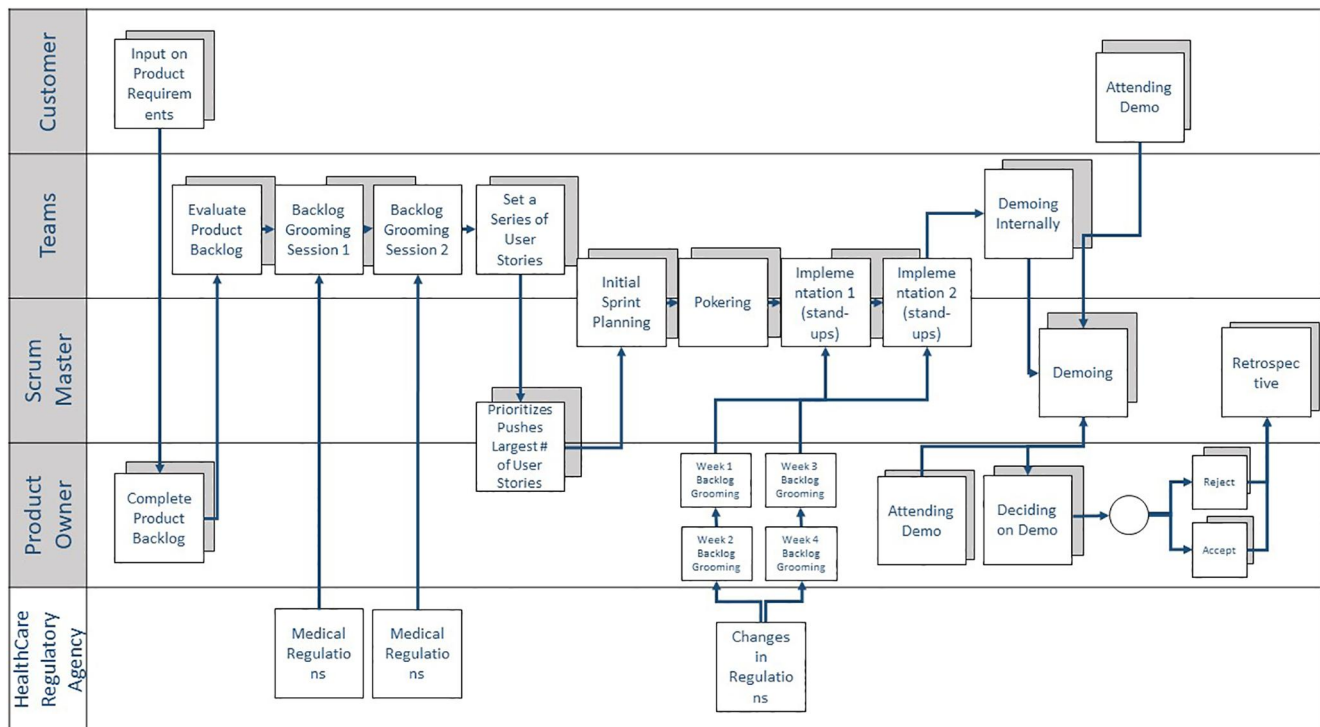 Customer
Input on
Product
Requirem
ents
Attending
Demo
Teams
Evaluate
Product
Backlog
Backlog
Grooming
Session 1
Backlog
Grooming
Session 2
Set a
Series of
User
Stories
Demoing
Internally
Initial
Sprint
Planning
Pokering
Impleme
ntation 1
(stand-
ups)
Impleme
ntation 2
(stand-
ups)
Scrum
Master
Prioritizes
Pushes
Largest #
of User
Stories
Demoing
Retrospec
tive
Product
Owner
Complete
Product
Backlog
Week 1
Backlog
Grooming
Week 3
Backlog
Grooming
Week 2
Backlog
Grooming
Week 4
Backlog
Grooming
Attending
Demo
Deciding
on Demo
Reject
Accept
HealthCare
Regulatory
Agency
Medical
Regulatio
ns
Medical
Regulatio
ns
Changes
in
Regulatio
ns